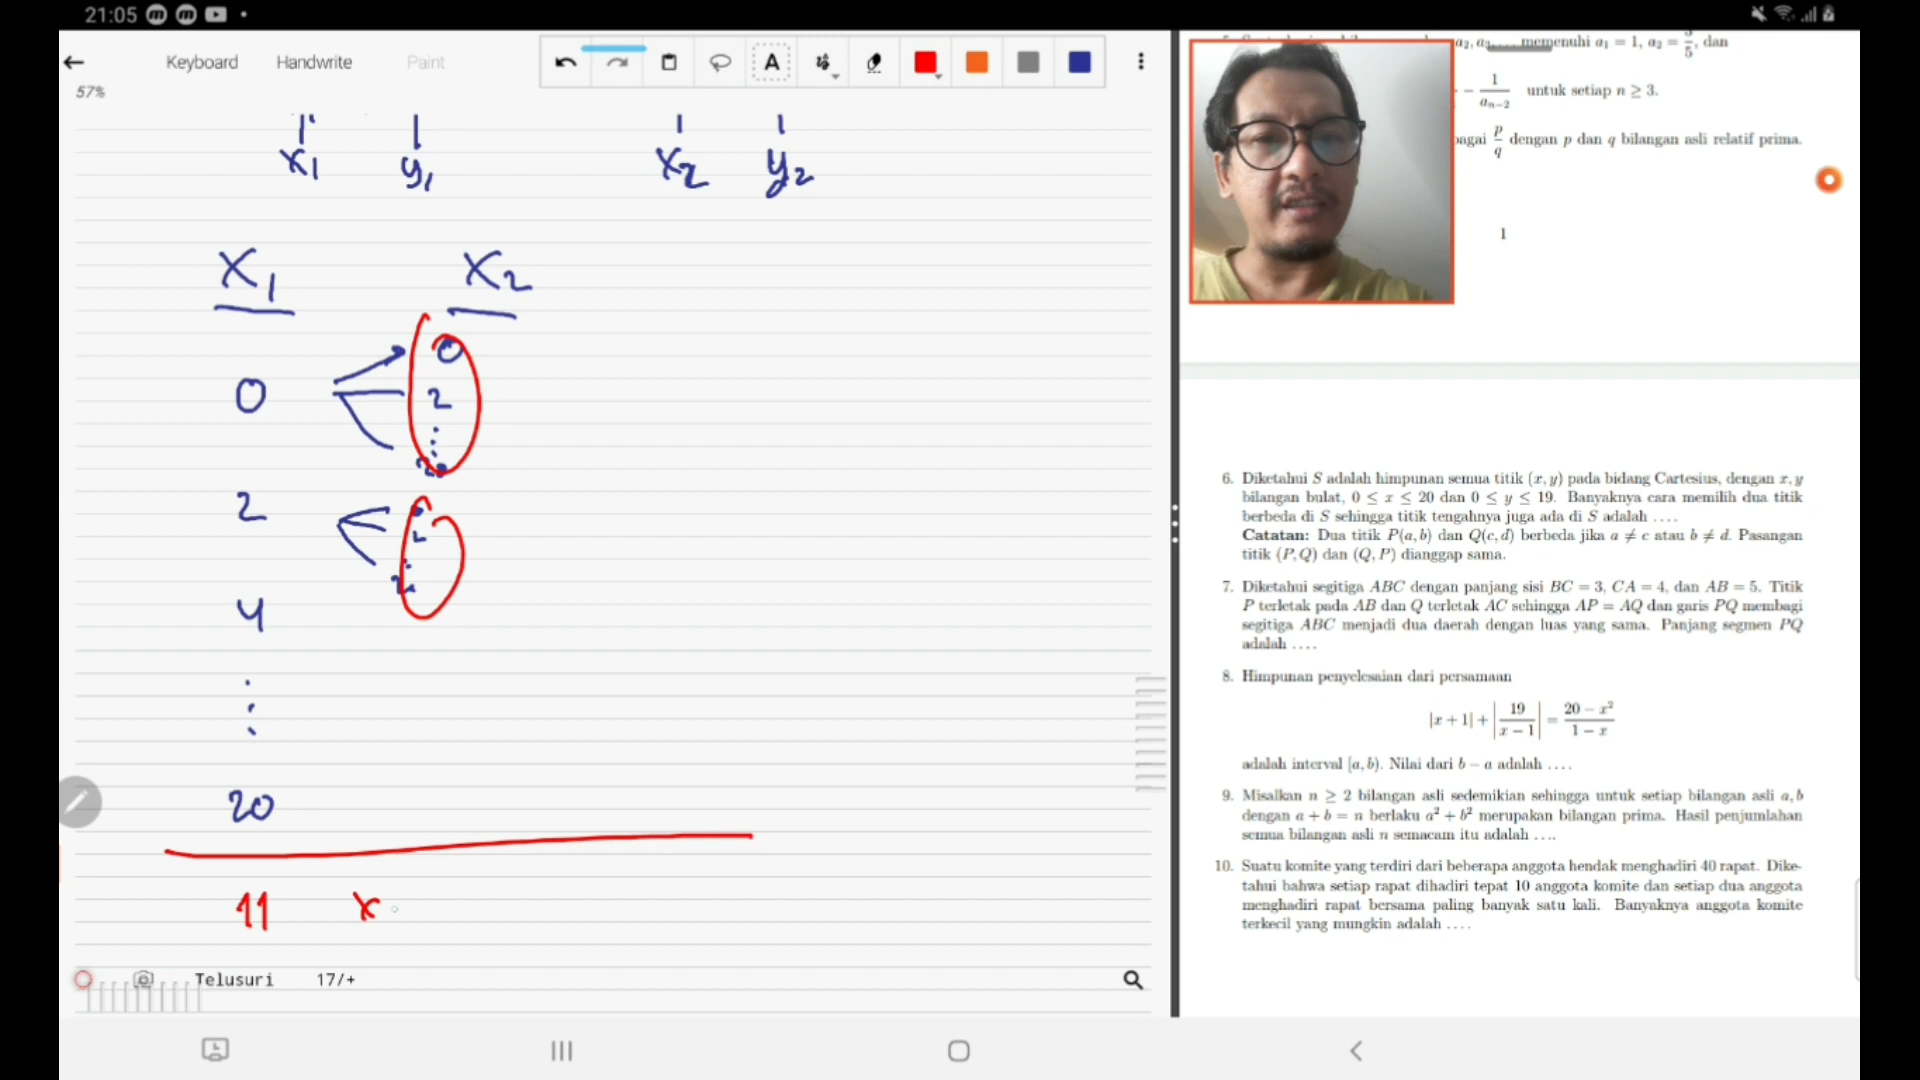 21:05
Keyboard Handwrite Paint
A
57%
x1 y1 x2 y2
x1 x2
0
2
0
2
2
4
20
11 x
Telusuri 17/+
memenuhi a₁ = 1, a₂ = 3/5, dan
− 1/aₙ₋₂ untuk setiap n ≥ 3.
bagai p/q dengan p dan q bilangan asli relatif prima.
1
6. Diketahui S adalah himpunan semua titik (x, y) pada bidang Cartesius, dengan x, y
bilangan bulat, 0 ≤ x ≤ 20 dan 0 ≤ y ≤ 19. Banyaknya cara memilih dua titik
berbeda di S sehingga titik tengahnya juga ada di S adalah ....
Catatan: Dua titik P(a, b) dan Q(c, d) berbeda jika a ≠ c atau b ≠ d. Pasangan
titik (P, Q) dan (Q, P) dianggap sama.
7. Diketahui segitiga ABC dengan panjang sisi BC = 3, CA = 4, dan AB = 5. Titik
P terletak pada AB dan Q terletak AC sehingga AP = AQ dan garis PQ membagi
segitiga ABC menjadi dua daerah dengan luas yang sama. Panjang segmen PQ
adalah ....
8. Himpunan penyelesaian dari persamaan
|x + 1| + |19/(x − 1)| = (20 − x²)/(1 − x)
adalah interval [a, b). Nilai dari b − a adalah ....
9. Misalkan n ≥ 2 bilangan asli sedemikian sehingga untuk setiap bilangan asli a, b
dengan a + b = n berlaku a² + b² merupakan bilangan prima. Hasil penjumlahan
semua bilangan asli n semacam itu adalah ....
10. Suatu komite yang terdiri dari beberapa anggota hendak menghadiri 40 rapat. Dike-
tahui bahwa setiap rapat dihadiri tepat 10 anggota komite dan setiap dua anggota
menghadiri rapat bersama paling banyak satu kali. Banyaknya anggota komite
terkecil yang mungkin adalah ....